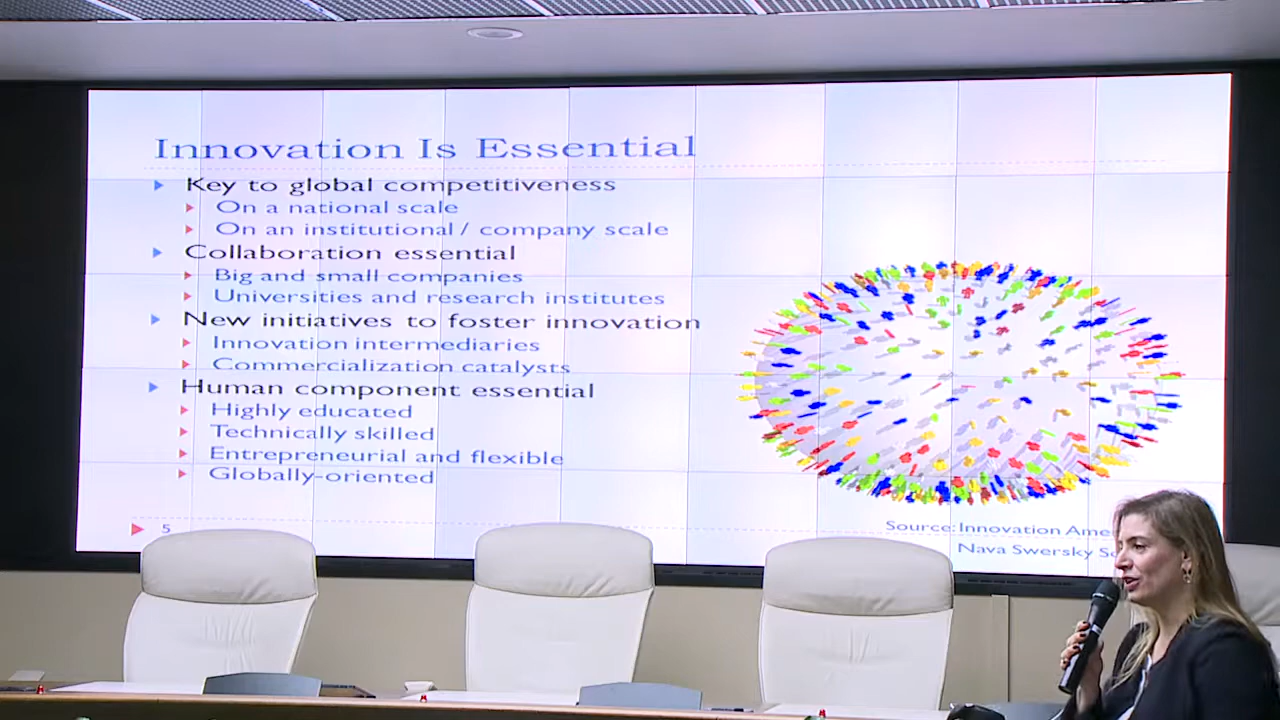 Innovation Is Essential
Key to global competitiveness
On a national scale
On an institutional / company scale
Collaboration essential
Big and small companies
Universities and research institutes
New initiatives to foster innovation
Innovation intermediaries
Commercialization catalysts
Human component essential
Highly educated
Technically skilled
Entrepreneurial and flexible
Globally-oriented
5
Source: Innovation
Nava Swersky